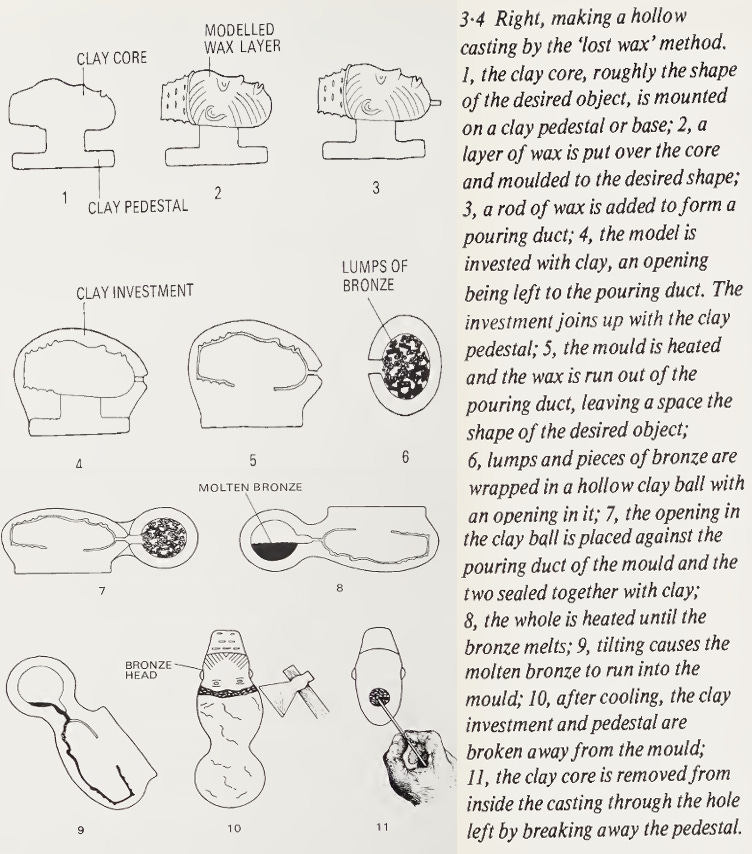 MODELLED
WAX LAYER
CLAY CORE
1
2
3
CLAY PEDESTAL
LUMPS OF
BRONZE
CLAY INVESTMENT
4
5
6
MOLTEN BRONZE
7
8
BRONZE
HEAD
9
10
11
3·4 Right, making a hollow
casting by the ‘lost wax’ method.
1, the clay core, roughly the shape
of the desired object, is mounted
on a clay pedestal or base; 2, a
layer of wax is put over the core
and moulded to the desired shape;
3, a rod of wax is added to form a
pouring duct; 4, the model is
invested with clay, an opening
being left to the pouring duct. The
investment joins up with the clay
pedestal; 5, the mould is heated
and the wax is run out of the
pouring duct, leaving a space the
shape of the desired object;
6, lumps and pieces of bronze are
wrapped in a hollow clay ball with
an opening in it; 7, the opening in
the clay ball is placed against the
pouring duct of the mould and the
two sealed together with clay;
8, the whole is heated until the
bronze melts; 9, tilting causes the
molten bronze to run into the
mould; 10, after cooling, the clay
investment and pedestal are
broken away from the mould;
11, the clay core is removed from
inside the casting through the hole
left by breaking away the pedestal.